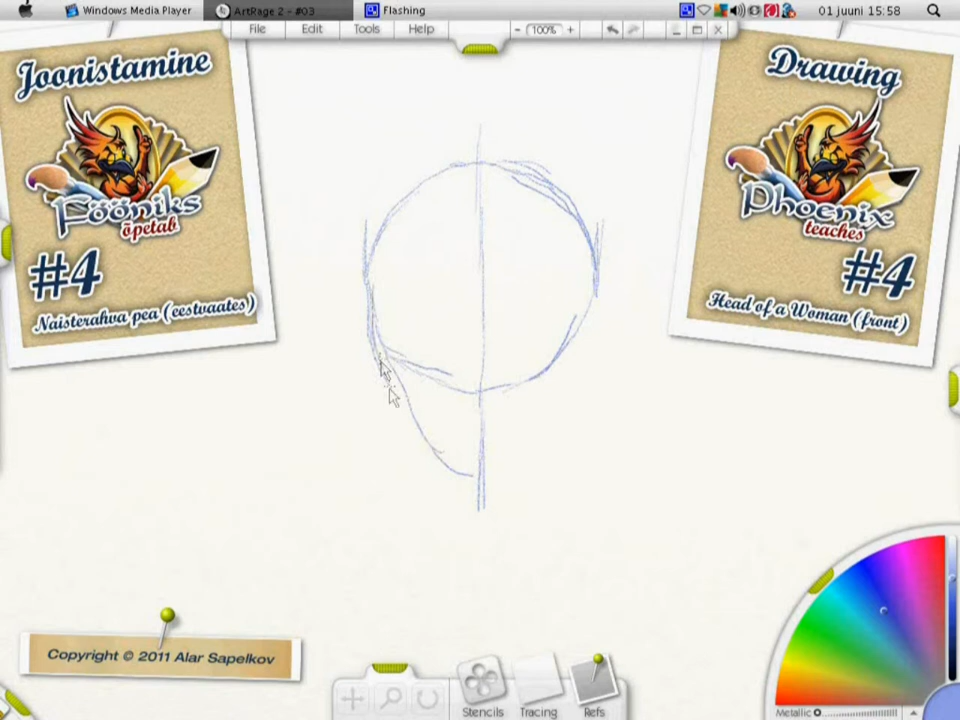 Windows Media Player
ArtRage 2 - #03
Flashing
01 juuni 15:58
File
Edit
Tools
Help
100%
Joonistamine
Fööniks
õpetab
#4
Naisterahva pea (eestvaates)
Drawing
Phoenix
teaches
#4
Head of a Woman (front)
Copyright © 2011 Alar Sapelkov
Stencils
Tracing
Refs
Metallic